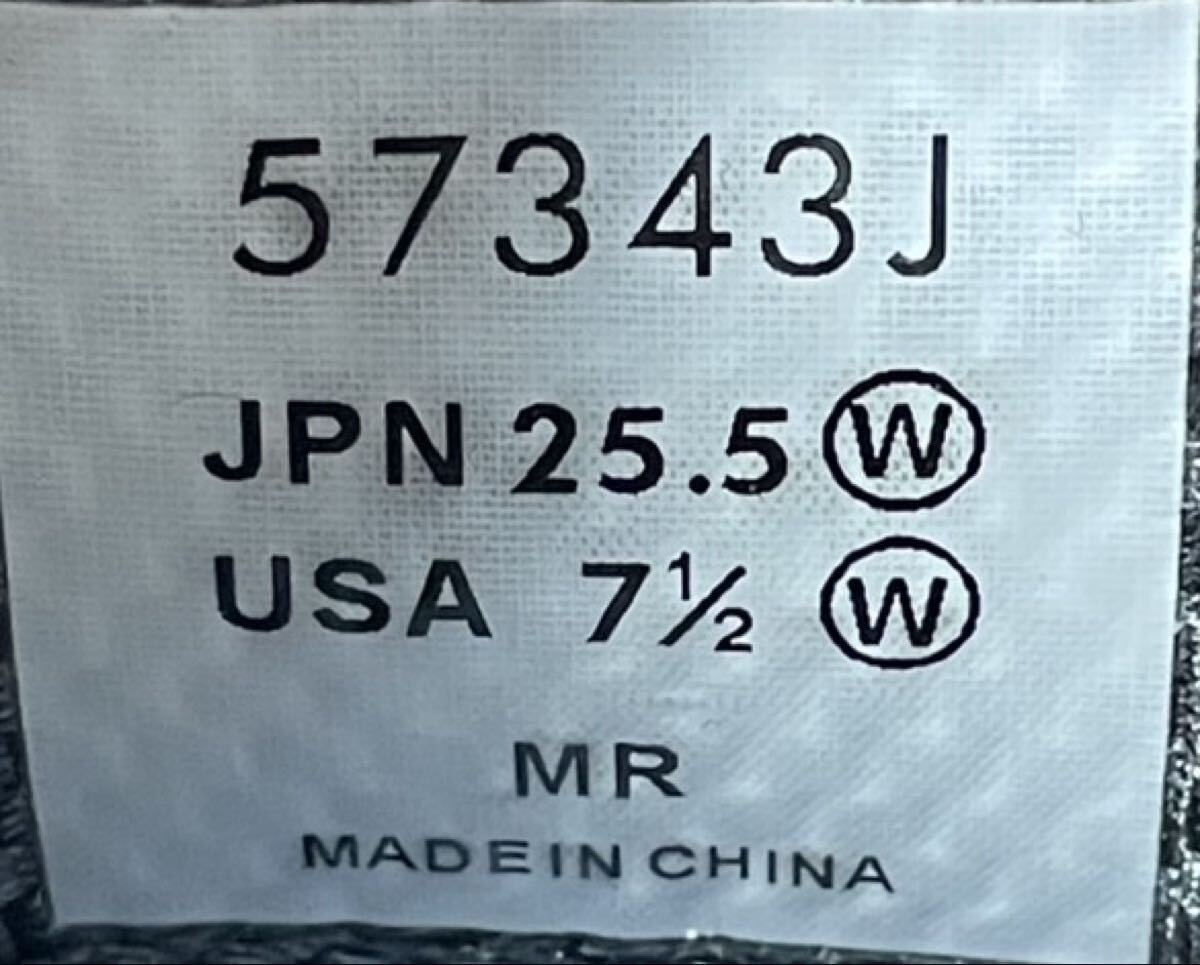 57343J
JPN 25.5 Ⓦ
USA 7½ Ⓦ
MR
MADE IN CHINA